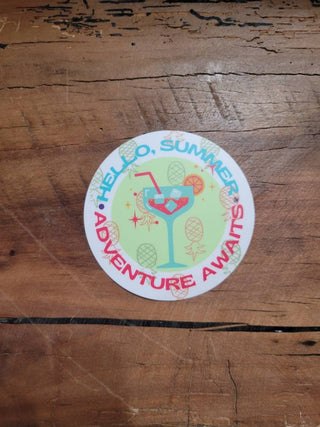 HELLO, SUMMER
ADVENTURE AWAITS